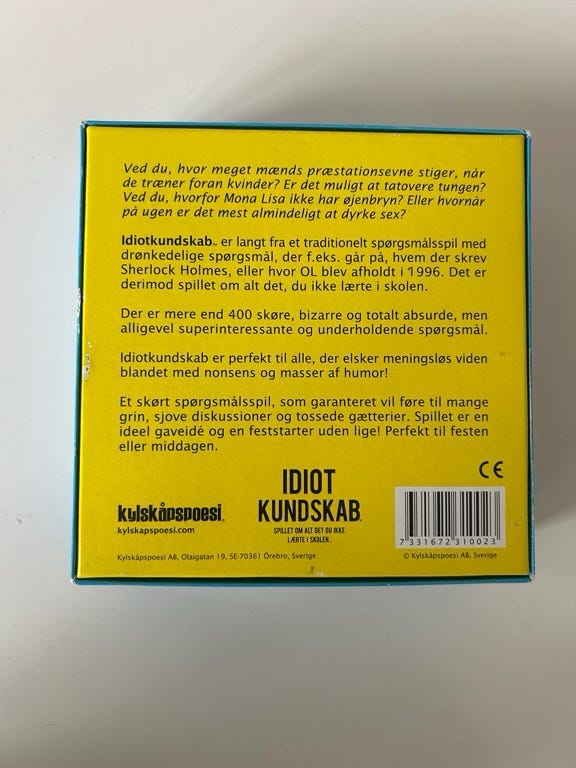 Ved du, hvor meget mænds præstationsevne stiger, når
de træner foran kvinder? Er det muligt at tatovere tungen?
Ved du, hvorfor Mona Lisa ikke har øjenbryn? Eller hvornår
på ugen er det mest almindeligt at dyrke sex?
Idiotkundskab™ er langt fra et traditionelt spørgsmålsspil med
drønkedelige spørgsmål, der f.eks. går på, hvem der skrev
Sherlock Holmes, eller hvor OL blev afholdt i 1996. Det er
derimod spillet om alt det, du ikke lærte i skolen.
Der er mere end 400 skøre, bizarre og totalt absurde, men
alligevel superinteressante og underholdende spørgsmål.
Idiotkundskab er perfekt til alle, der elsker meningsløs viden
blandet med nonsens og masser af humor!
Et skørt spørgsmålsspil, som garanteret vil føre til mange
grin, sjove diskussioner og tossede gætterier. Spillet er en
ideel gaveidé og en feststarter uden lige! Perfekt til festen
eller middagen.
CE
IDIOT
KUNDSKAB™
SPILLET OM ALT DET DU IKKE
LÆRTE I SKOLEN™
kylskåpspoesi™
kylskapspoesi.com
7 331672 310023
Kylskåpspoesi AB, Olaigatan 19, SE-70361 Örebro, Sverige
© Kylskåpspoesi AB, Sverige